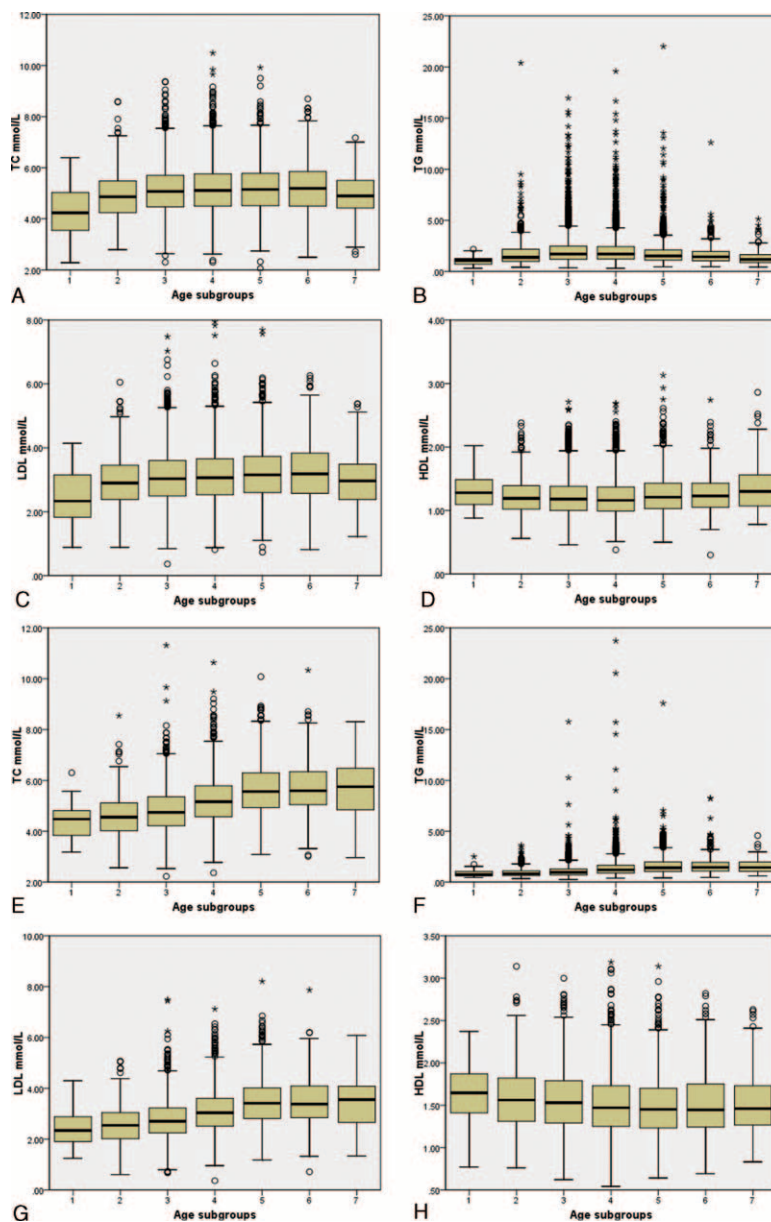 12.00
10.00
8.00
6.00
4.00
2.00
TC mmol/L
1 2 3 4 5 6 7
Age subgroups
A
25.00
20.00
15.00
10.00
5.00
.00
TG mmol/L
1 2 3 4 5 6 7
Age subgroups
B
8.00
6.00
4.00
2.00
.00
LDL mmol/L
1 2 3 4 5 6 7
Age subgroups
C
4.00
3.00
2.00
1.00
.00
HDL mmol/L
1 2 3 4 5 6 7
Age subgroups
D
12.00
10.00
8.00
6.00
4.00
2.00
TC mmol/L
1 2 3 4 5 6 7
Age subgroups
E
25.00
20.00
15.00
10.00
5.00
.00
TG mmol/L
1 2 3 4 5 6 7
Age subgroups
F
10.00
8.00
6.00
4.00
2.00
.00
LDL mmol/L
1 2 3 4 5 6 7
Age subgroups
G
3.50
3.00
2.50
2.00
1.50
1.00
.50
HDL mmol/L
1 2 3 4 5 6 7
Age subgroups
H